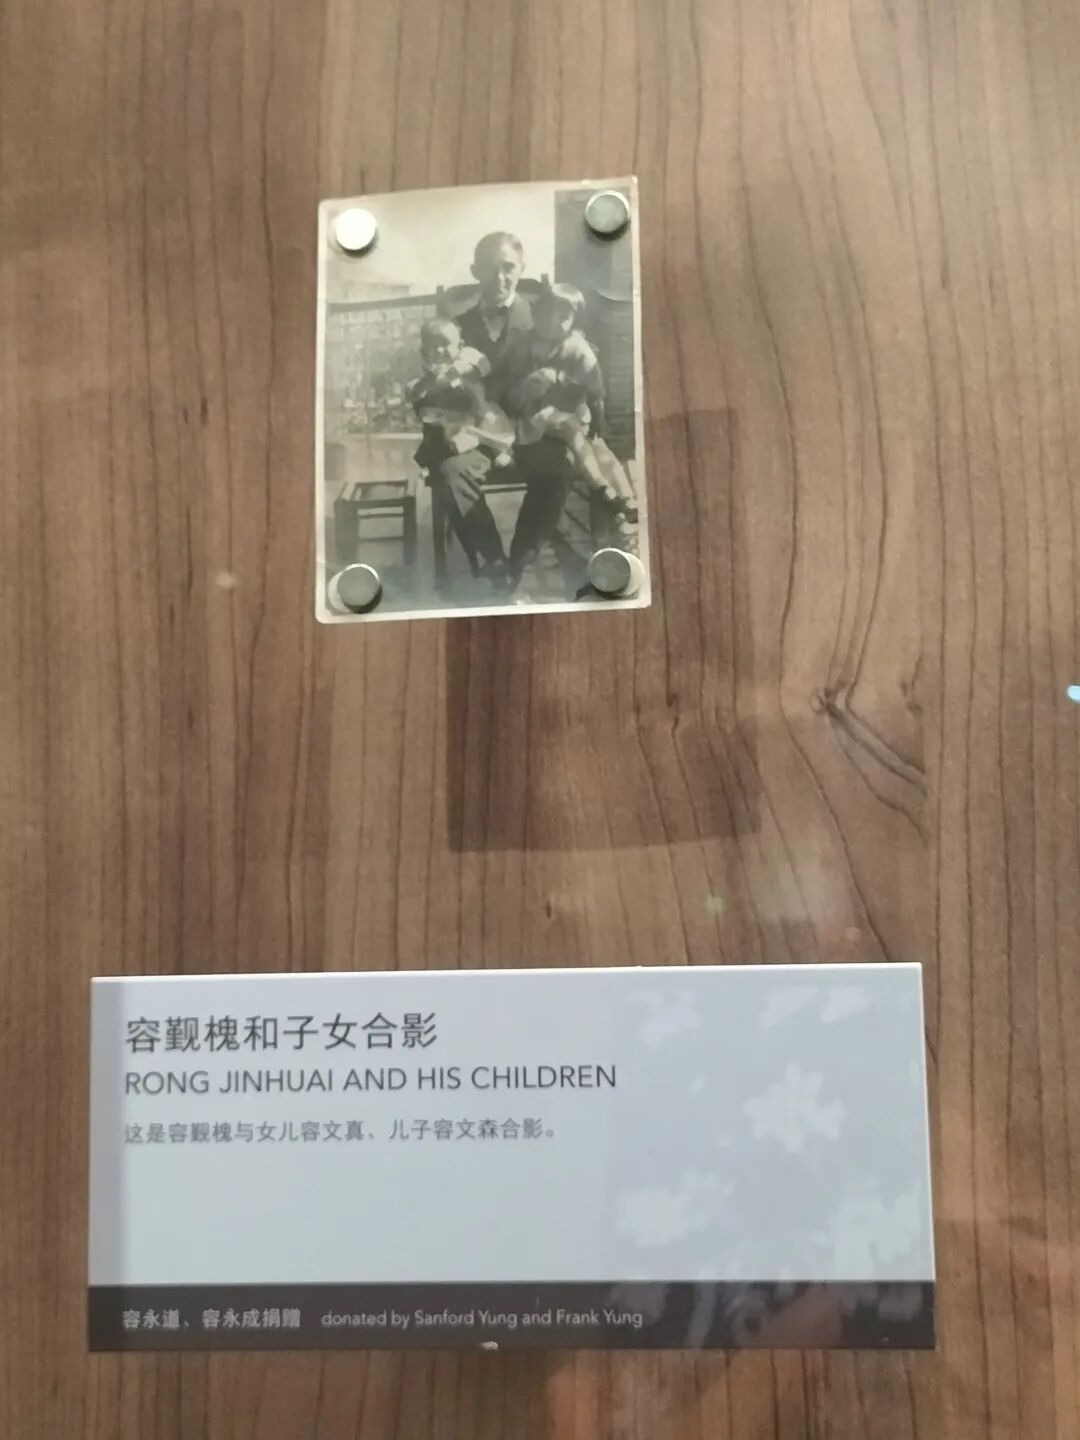 容觐槐和子女合影
RONG JINHUAI AND HIS CHILDREN
这是容觐槐与女儿容文真、儿子容文森合影。
容永道、容永成捐赠 donated by Sanford Yung and Frank Yung